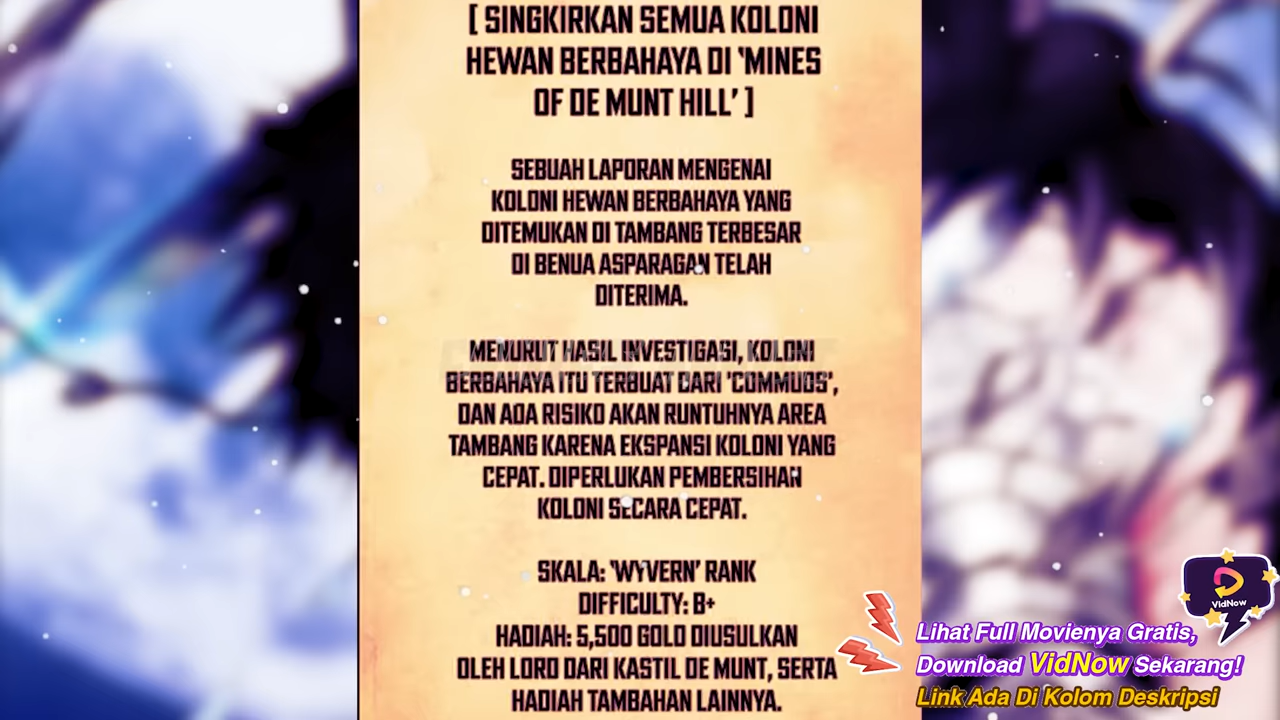 [ SINGKIRKAN SEMUA KOLONI
HEWAN BERBAHAYA DI 'MINES
OF DE MUNT HILL' ]
SEBUAH LAPORAN MENGENAI
KOLONI HEWAN BERBAHAYA YANG
DITEMUKAN DI TAMBANG TERBESAR
DI BENUA ASPARAGAN TELAH
DITERIMA.
MENURUT HASIL INVESTIGASI, KOLONI
BERBAHAYA ITU TERBUAT DARI 'COMMUDS',
DAN ADA RISIKO AKAN RUNTUHNYA AREA
TAMBANG KARENA EKSPANSI KOLONI YANG
CEPAT. DIPERLUKAN PEMBERSIHAN
KOLONI SECARA CEPAT.
SKALA: 'WYVERN' RANK
DIFFICULTY: B+
HADIAH: 5,500 GOLD DIUSULKAN
OLEH LORD DARI KASTIL DE MUNT, SERTA
HADIAH TAMBAHAN LAINNYA.
VidNow
Lihat Full Movienya Gratis,
Download VidNow Sekarang!
Link Ada Di Kolom Deskripsi